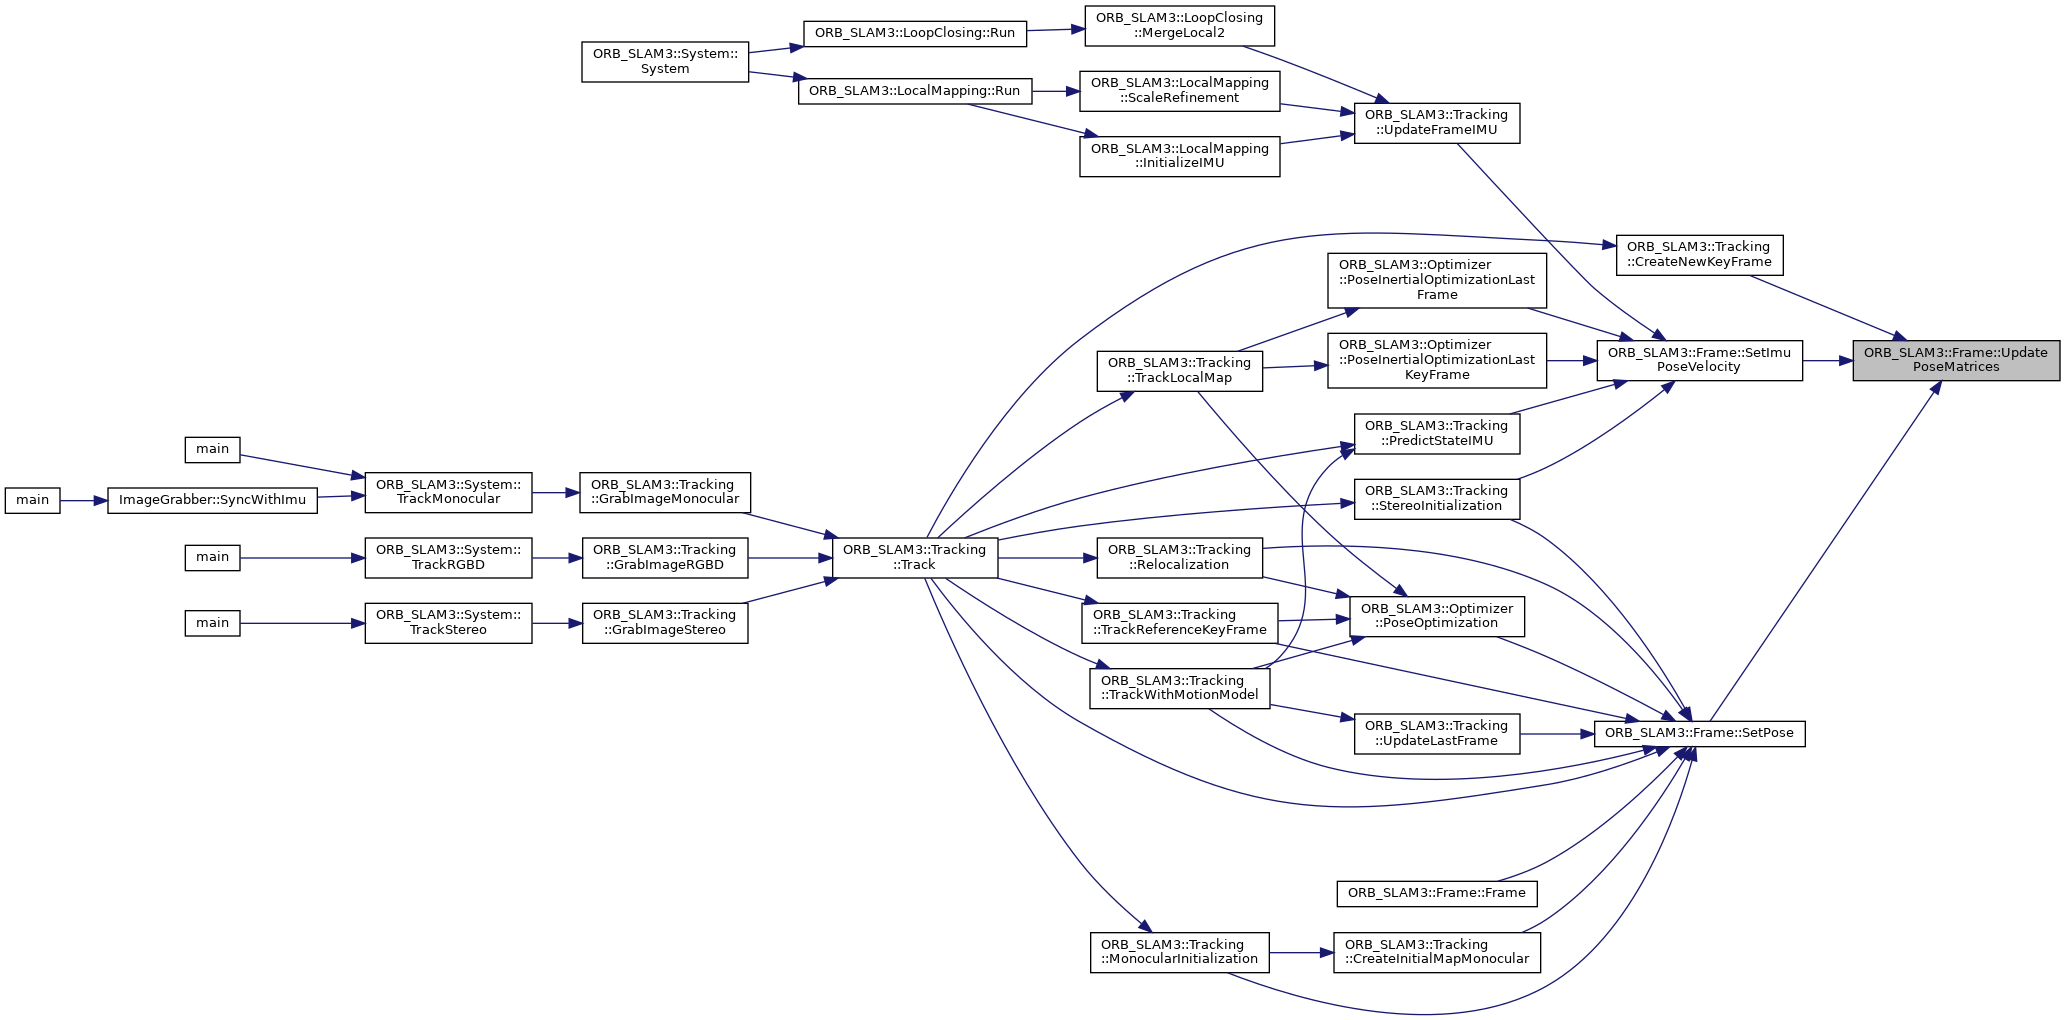 ORB_SLAM3::LoopClosing
::MergeLocal2
ORB_SLAM3::LoopClosing::Run
ORB_SLAM3::System::
System
ORB_SLAM3::LocalMapping
::ScaleRefinement
ORB_SLAM3::LocalMapping::Run
ORB_SLAM3::Tracking
::UpdateFrameIMU
ORB_SLAM3::LocalMapping
::InitializeIMU
ORB_SLAM3::Tracking
::CreateNewKeyFrame
ORB_SLAM3::Optimizer
::PoseInertialOptimizationLast
Frame
ORB_SLAM3::Optimizer
::PoseInertialOptimizationLast
KeyFrame
ORB_SLAM3::Frame::SetImu
PoseVelocity
ORB_SLAM3::Frame::Update
PoseMatrices
ORB_SLAM3::Tracking
::TrackLocalMap
ORB_SLAM3::Tracking
::PredictStateIMU
main
ORB_SLAM3::System::
TrackMonocular
ORB_SLAM3::Tracking
::GrabImageMonocular
main
ImageGrabber::SyncWithImu
ORB_SLAM3::Tracking
::StereoInitialization
main
ORB_SLAM3::System::
TrackRGBD
ORB_SLAM3::Tracking
::GrabImageRGBD
ORB_SLAM3::Tracking
::Track
ORB_SLAM3::Tracking
::Relocalization
main
ORB_SLAM3::System::
TrackStereo
ORB_SLAM3::Tracking
::GrabImageStereo
ORB_SLAM3::Tracking
::TrackReferenceKeyFrame
ORB_SLAM3::Optimizer
::PoseOptimization
ORB_SLAM3::Tracking
::TrackWithMotionModel
ORB_SLAM3::Tracking
::UpdateLastFrame
ORB_SLAM3::Frame::SetPose
ORB_SLAM3::Frame::Frame
ORB_SLAM3::Tracking
::MonocularInitialization
ORB_SLAM3::Tracking
::CreateInitialMapMonocular